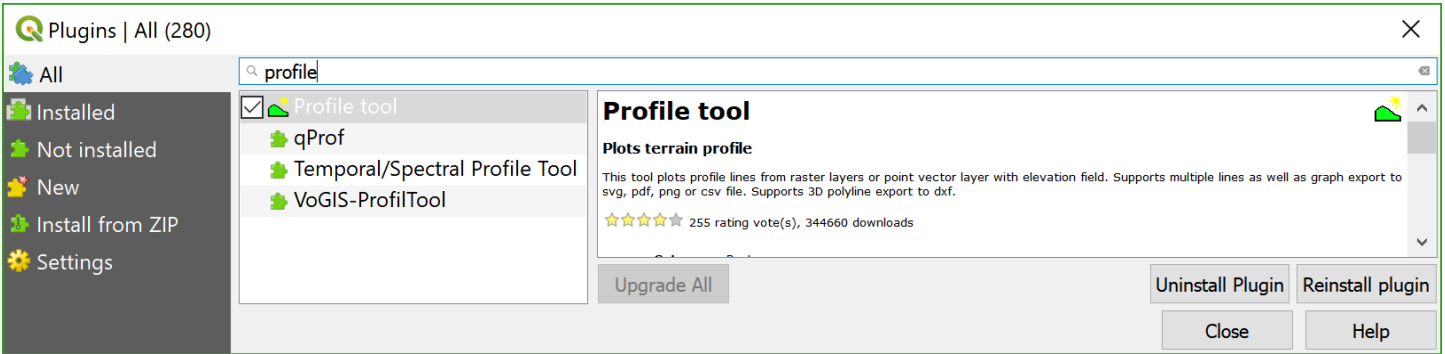 Plugins | All (280)
All
Installed
Not installed
New
Install from ZIP
Settings
profile
Profile tool
qProf
Temporal/Spectral Profile Tool
VoGIS-ProfilTool
Profile tool
Plots terrain profile
This tool plots profile lines from raster layers or point vector layer with elevation field. Supports multiple lines as well as graph export to
svg, pdf, png or csv file. Supports 3D polyline export to dxf.
255 rating vote(s), 344660 downloads
Upgrade All
Uninstall Plugin
Reinstall plugin
Close
Help